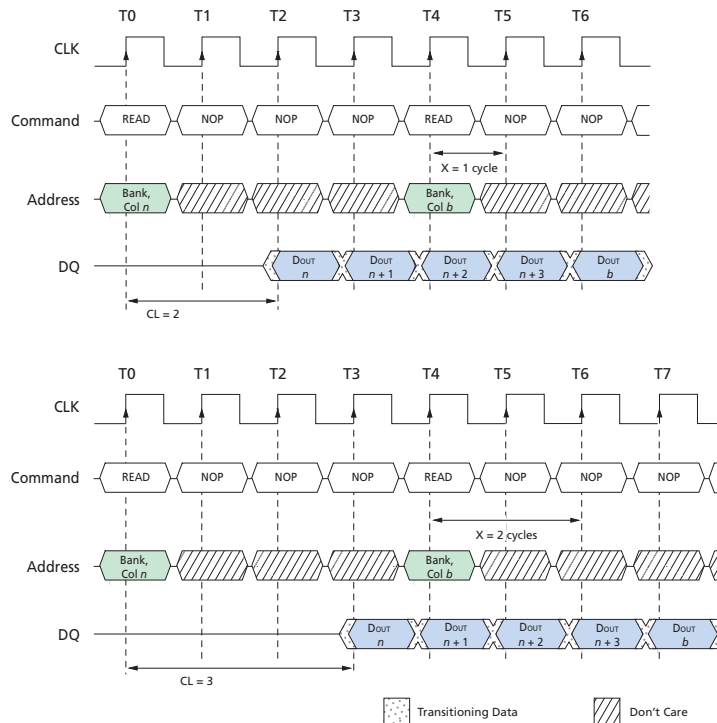 T0 T1 T2 T3 T4 T5 T6
CLK
Command READ NOP NOP NOP READ NOP NOP
X = 1 cycle
Address Bank, Col n Bank, Col b
DQ DOUT n DOUT n + 1 DOUT n + 2 DOUT n + 3 DOUT b
CL = 2
T0 T1 T2 T3 T4 T5 T6 T7
CLK
Command READ NOP NOP NOP READ NOP NOP NOP
X = 2 cycles
Address Bank, Col n Bank, Col b
DQ DOUT n DOUT n + 1 DOUT n + 2 DOUT n + 3 DOUT b
CL = 3
Transitioning Data Don't Care